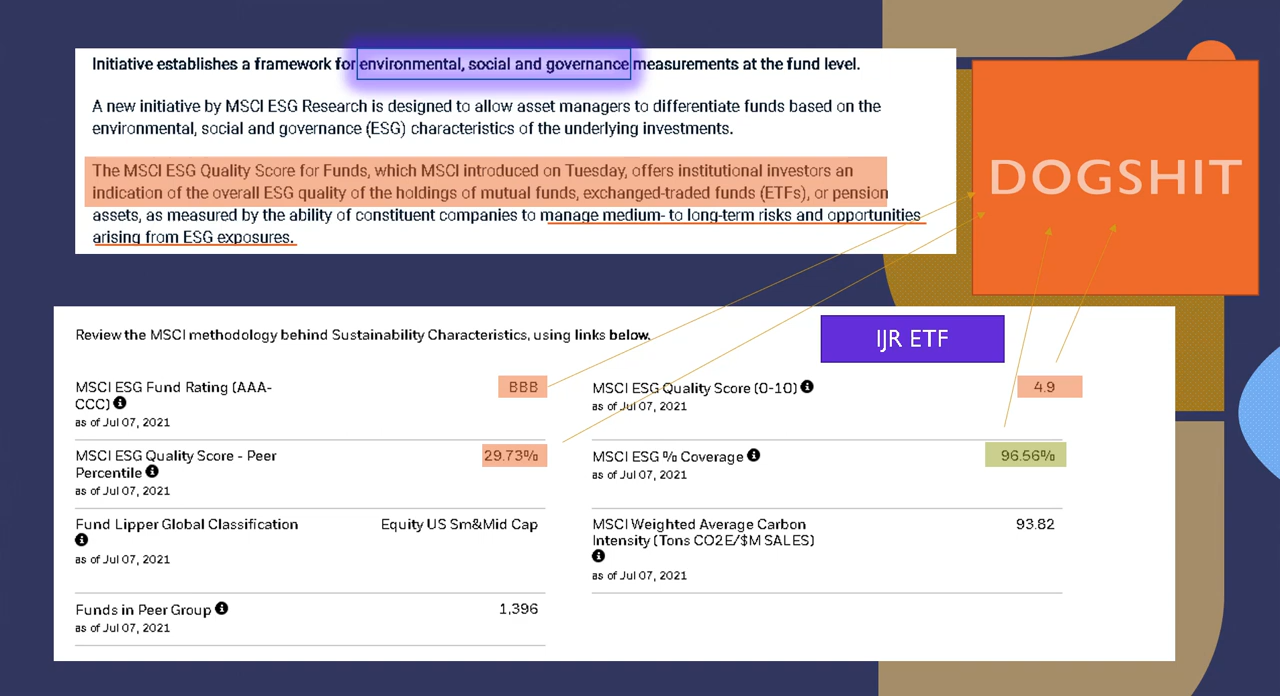 Initiative establishes a framework for environmental, social and governance measurements at the fund level.
A new initiative by MSCI ESG Research is designed to allow asset managers to differentiate funds based on the
environmental, social and governance (ESG) characteristics of the underlying investments.
The MSCI ESG Quality Score for Funds, which MSCI introduced on Tuesday, offers institutional investors an
indication of the overall ESG quality of the holdings of mutual funds, exchanged-traded funds (ETFs), or pension
assets, as measured by the ability of constituent companies to manage medium- to long-term risks and opportunities
arising from ESG exposures.
DOGSHIT
Review the MSCI methodology behind Sustainability Characteristics, using links below.
IJR ETF
MSCI ESG Fund Rating (AAA-
CCC)
as of Jul 07, 2021
BBB
MSCI ESG Quality Score (0-10)
as of Jul 07, 2021
4.9
MSCI ESG Quality Score - Peer
Percentile
as of Jul 07, 2021
29.73%
MSCI ESG % Coverage
as of Jul 07, 2021
96.56%
Fund Lipper Global Classification
as of Jul 07, 2021
Equity US Sm&Mid Cap
MSCI Weighted Average Carbon
Intensity (Tons CO2E/$M SALES)
as of Jul 07, 2021
93.82
Funds in Peer Group
as of Jul 07, 2021
1,396